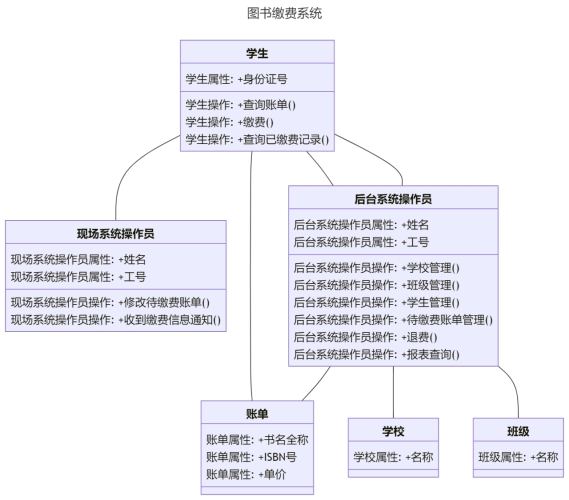 图书缴费系统
学生
学生属性: +身份证号
学生操作: +查询账单()
学生操作: +缴费()
学生操作: +查询已缴费记录()
现场系统操作员
现场系统操作员属性: +姓名
现场系统操作员属性: +工号
现场系统操作员操作: +修改待缴费账单()
现场系统操作员操作: +收到缴费信息通知()
后台系统操作员
后台系统操作员属性: +姓名
后台系统操作员属性: +工号
后台系统操作员操作: +学校管理()
后台系统操作员操作: +班级管理()
后台系统操作员操作: +学生管理()
后台系统操作员操作: +待缴费账单管理()
后台系统操作员操作: +退费()
后台系统操作员操作: +报表查询()
账单
账单属性: +书名全称
账单属性: +ISBN号
账单属性: +单价
学校
学校属性: +名称
班级
班级属性: +名称